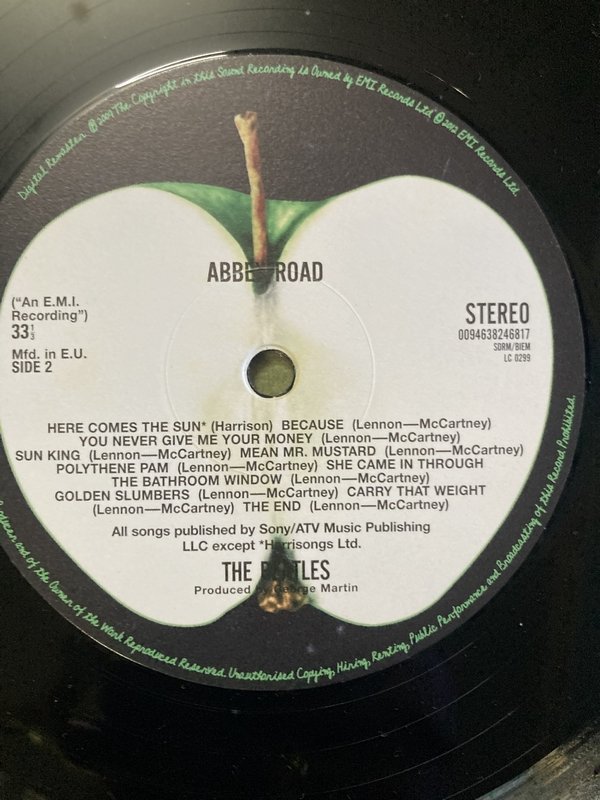 Digital Remaster ℗ 2009 The Copyright in this Sound Recording is Owned by EMI Records Ltd © 2012 EMI Records Ltd.
ABBEY ROAD
("An E.M.I.
Recording")
33⅓
Mfd. in E.U.
SIDE 2
STEREO
0094638246817
SDRM/BIEM
LC 0299
HERE COMES THE SUN* (Harrison) BECAUSE (Lennon—McCartney)
YOU NEVER GIVE ME YOUR MONEY (Lennon—McCartney)
SUN KING (Lennon—McCartney) MEAN MR. MUSTARD (Lennon—McCartney)
POLYTHENE PAM (Lennon—McCartney) SHE CAME IN THROUGH
THE BATHROOM WINDOW (Lennon—McCartney)
GOLDEN SLUMBERS (Lennon—McCartney) CARRY THAT WEIGHT
(Lennon—McCartney) THE END (Lennon—McCartney)
All songs published by Sony/ATV Music Publishing
LLC except *Harrisongs Ltd.
THE BEATLES
Produced by George Martin
and of the Owner of the Work Reproduced Reserved. Unauthorised Copying, Hiring, Renting, Public Performance and Broadcasting of this Record Prohibited.